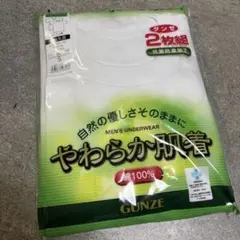 グンゼ
2枚組
抗菌防臭加工
自然の優しさそのままに
MEN'S UNDERWEAR
やわらか肌着
綿100%
GUNZE